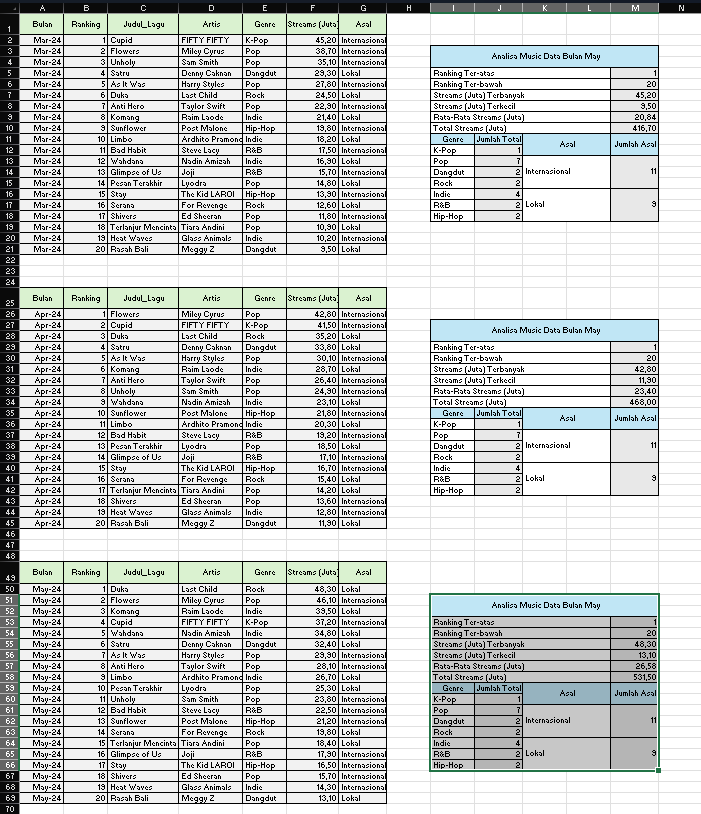 A B C D E F G H I J K L M N
1 Bulan Ranking Judul_Lagu Artis Genre Streams (Juta Asal
2 Mar-24 1 Cupid FIFTY FIFTY K-Pop 45,20 Internasional
3 Mar-24 2 Flowers Miley Cyrus Pop 38,70 Internasional Analisa Music Data Bulan May
4 Mar-24 3 Unholy Sam Smith Pop 35,10 Internasional
5 Mar-24 4 Satru Denny Caknan Dangdut 29,30 Lokal Ranking Ter-atas 1
6 Mar-24 5 As It Was Harry Styles Pop 27,80 Internasional Ranking Ter-bawah 20
7 Mar-24 6 Duka Last Child Rock 24,50 Lokal Streams (Juta) Terbanyak 45,20
8 Mar-24 7 Anti Hero Taylor Swift Pop 22,90 Internasional Streams (Juta) Terkecil 9,50
9 Mar-24 8 Komang Raim Laode Indie 21,40 Lokal Rata-Rata Streams (Juta) 20,84
10 Mar-24 9 Sunflower Post Malone Hip-Hop 19,80 Internasional Total Streams (Juta) 416,70
11 Mar-24 10 Limbo Ardhito Pramono Indie 18,20 Lokal Genre Jumlah Total Asal Jumlah Asal
12 Mar-24 11 Bad Habit Steve Lacy R&B 17,50 Internasional K-Pop 1
13 Mar-24 12 Wahdana Nadin Amizah Indie 16,90 Lokal Pop 7
14 Mar-24 13 Glimpse of Us Joji R&B 15,70 Internasional Dangdut 2 Internasional 11
15 Mar-24 14 Pesan Terakhir Lyodra Pop 14,80 Lokal Rock 2
16 Mar-24 15 Stay The Kid LAROI Hip-Hop 13,90 Internasional Indie 4
17 Mar-24 16 Serana For Revenge Rock 12,60 Lokal R&B 2 Lokal 9
18 Mar-24 17 Shivers Ed Sheeran Pop 11,80 Internasional Hip-Hop 2
19 Mar-24 18 Terlanjur Mencinta Tiara Andini Pop 10,90 Lokal
20 Mar-24 19 Heat Waves Glass Animals Indie 10,20 Internasional
21 Mar-24 20 Rasah Bali Meggy Z Dangdut 9,50 Lokal
22
23
24
25 Bulan Ranking Judul_Lagu Artis Genre Streams (Juta Asal
26 Apr-24 1 Flowers Miley Cyrus Pop 42,80 Internasional
27 Apr-24 2 Cupid FIFTY FIFTY K-Pop 41,50 Internasional Analisa Music Data Bulan May
28 Apr-24 3 Duka Last Child Rock 35,20 Lokal
29 Apr-24 4 Satru Denny Caknan Dangdut 33,80 Lokal Ranking Ter-atas 1
30 Apr-24 5 As It Was Harry Styles Pop 30,10 Internasional Ranking Ter-bawah 20
31 Apr-24 6 Komang Raim Laode Indie 28,70 Lokal Streams (Juta) Terbanyak 42,80
32 Apr-24 7 Anti Hero Taylor Swift Pop 26,40 Internasional Streams (Juta) Terkecil 11,90
33 Apr-24 8 Unholy Sam Smith Pop 24,90 Internasional Rata-Rata Streams (Juta) 23,40
34 Apr-24 9 Wahdana Nadin Amizah Indie 23,10 Lokal Total Streams (Juta) 468,00
35 Apr-24 10 Sunflower Post Malone Hip-Hop 21,80 Internasional Genre Jumlah Total Asal Jumlah Asal
36 Apr-24 11 Limbo Ardhito Pramono Indie 20,30 Lokal K-Pop 1
37 Apr-24 12 Bad Habit Steve Lacy R&B 19,20 Internasional Pop 7
38 Apr-24 13 Pesan Terakhir Lyodra Pop 18,50 Lokal Dangdut 2 Internasional 11
39 Apr-24 14 Glimpse of Us Joji R&B 17,10 Internasional Rock 2
40 Apr-24 15 Stay The Kid LAROI Hip-Hop 16,70 Internasional Indie 4
41 Apr-24 16 Serana For Revenge Rock 15,40 Lokal R&B 2 Lokal 9
42 Apr-24 17 Terlanjur Mencinta Tiara Andini Pop 14,20 Lokal Hip-Hop 2
43 Apr-24 18 Shivers Ed Sheeran Pop 13,60 Internasional
44 Apr-24 19 Heat Waves Glass Animals Indie 12,80 Internasional
45 Apr-24 20 Rasah Bali Meggy Z Dangdut 11,90 Lokal
46
47
48
49 Bulan Ranking Judul_Lagu Artis Genre Streams (Juta Asal
50 May-24 1 Duka Last Child Rock 48,30 Lokal
51 May-24 2 Flowers Miley Cyrus Pop 46,10 Internasional Analisa Music Data Bulan May
52 May-24 3 Komang Raim Laode Indie 39,50 Lokal
53 May-24 4 Cupid FIFTY FIFTY K-Pop 37,20 Internasional Ranking Ter-atas 1
54 May-24 5 Wahdana Nadin Amizah Indie 34,80 Lokal Ranking Ter-bawah 20
55 May-24 6 Satru Denny Caknan Dangdut 32,40 Lokal Streams (Juta) Terbanyak 48,30
56 May-24 7 As It Was Harry Styles Pop 29,90 Internasional Streams (Juta) Terkecil 13,10
57 May-24 8 Anti Hero Taylor Swift Pop 28,10 Internasional Rata-Rata Streams (Juta) 26,58
58 May-24 9 Limbo Ardhito Pramono Indie 26,70 Lokal Total Streams (Juta) 531,50
59 May-24 10 Pesan Terakhir Lyodra Pop 25,30 Lokal Genre Jumlah Total Asal Jumlah Asal
60 May-24 11 Unholy Sam Smith Pop 23,80 Internasional K-Pop 1
61 May-24 12 Bad Habit Steve Lacy R&B 22,50 Internasional Pop 7
62 May-24 13 Sunflower Post Malone Hip-Hop 21,20 Internasional Dangdut 2 Internasional 11
63 May-24 14 Serana For Revenge Rock 19,80 Lokal Rock 2
64 May-24 15 Terlanjur Mencinta Tiara Andini Pop 18,40 Lokal Indie 4
65 May-24 16 Glimpse of Us Joji R&B 17,90 Internasional R&B 2 Lokal 9
66 May-24 17 Stay The Kid LAROI Hip-Hop 16,50 Internasional Hip-Hop 2
67 May-24 18 Shivers Ed Sheeran Pop 15,70 Internasional
68 May-24 19 Heat Waves Glass Animals Indie 14,30 Internasional
69 May-24 20 Rasah Bali Meggy Z Dangdut 13,10 Lokal
70